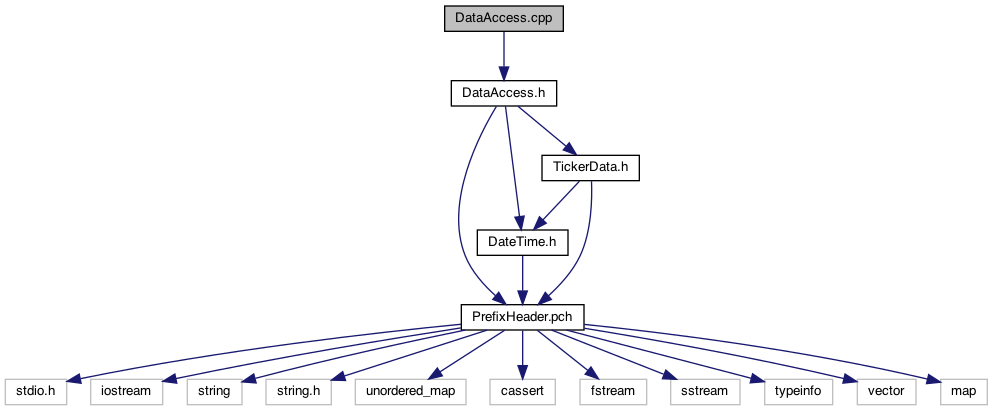 DataAccess.cpp
DataAccess.h
TickerData.h
DateTime.h
PrefixHeader.pch
stdio.h
iostream
string
string.h
unordered_map
cassert
fstream
sstream
typeinfo
vector
map